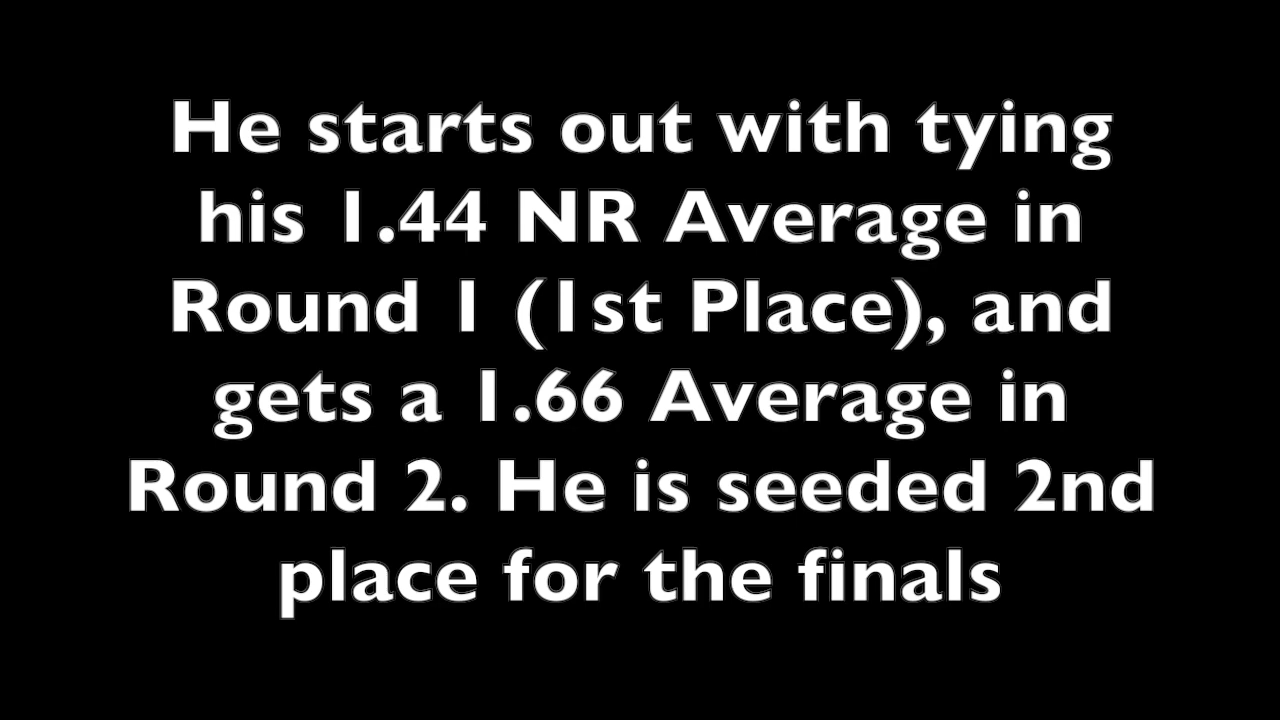 He starts out with tying
his 1.44 NR Average in
Round 1 (1st Place), and
gets a 1.66 Average in
Round 2. He is seeded 2nd
place for the finals